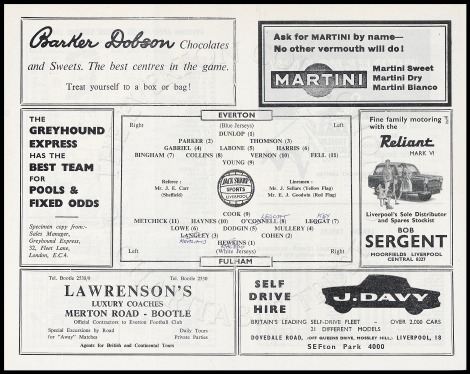 Barker Dobson Chocolates
and Sweets. The best centres in the game.
Treat yourself to a box or bag!
Ask for MARTINI by name—
No other vermouth will do!
MARTINI
Martini Sweet
Martini Dry
Martini Bianco
THE
GREYHOUND
EXPRESS
HAS THE
BEST TEAM
FOR
POOLS &
FIXED ODDS
Specimen copy from:-
Sales Manager,
Greyhound Express,
32, Fleet Lane,
London, E.C.4.
EVERTON
Right (Blue Jerseys) Left
DUNLOP (1)
PARKER (2) THOMSON (3)
GABRIEL (4) LABONE (5) HARRIS (6)
BINGHAM (7) COLLINS (8) VERNON (10) FELL (11)
YOUNG (9)
Referee :
Mr. J. E. Carr
(Sheffield)
JACK SHARP
SPORTS
LIVERPOOL
Linesmen :
Mr. J. Sellars (Yellow Flag)
Mr. E. J. Goodwin (Red Flag)
COOK (9)
METCHICK (11) HAYNES (10) O'CONNELL (8) LEGGAT (7)
KEY
LOWE (6) DODGIN (5) MULLERY (4)
LANGLEY (3) COHEN (2)
HEWKINS (1)
Left (White Jerseys) Right
FULHAM
Fine family motoring
with the
Reliant
MARK VI
Liverpool's Sole Distributor
and Spares Stockist
BOB
SERGENT
MOORFIELDS LIVERPOOL
CENTRAL 8227
Tel. Bootle 2530/9 Tel. Bootle 2530
LAWRENSON'S
LUXURY COACHES
MERTON ROAD - BOOTLE
Official Contractors to Everton Football Club
Special Excursions by Road Daily Tours
for "Away" Matches Private Parties
Agents for British and Continental Tours
SELF
DRIVE
HIRE
J. DAVY
BRITAIN'S LEADING SELF-DRIVE FLEET - OVER 2,000 CARS
21 DIFFERENT MODELS
DOVEDALE ROAD, (OFF QUEENS DRIVE, MOSSLEY HILL), LIVERPOOL, 18
SEFton Park 4000